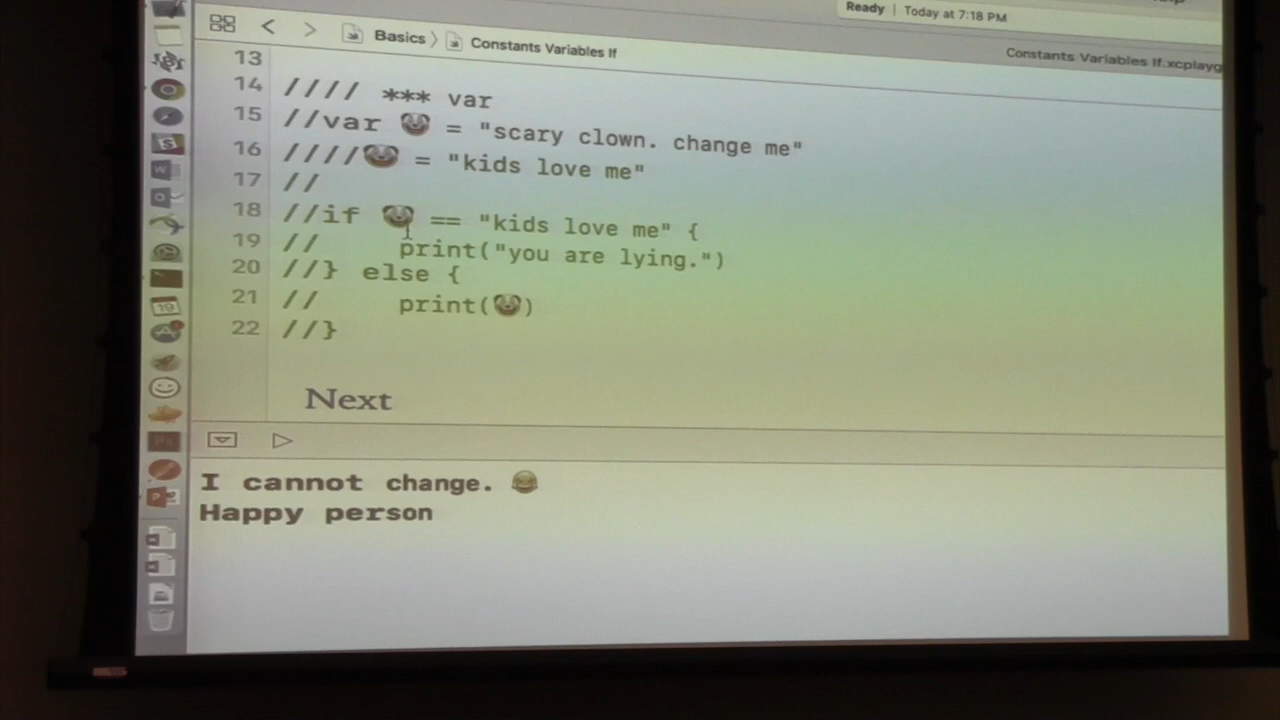 Ready | Today at 7:18 PM
Basics 〉 Constants Variables If
Constants Variables If.xcplayg
13
14 //// *** var
15 //var 🤡 = "scary clown. change me"
16 ////🤡 = "kids love me"
17 //
18 //if 🤡 == "kids love me" {
19 //     print("you are lying.")
20 //} else {
21 //     print(🤡)
22 //}
Next
I cannot change. 😂
Happy person